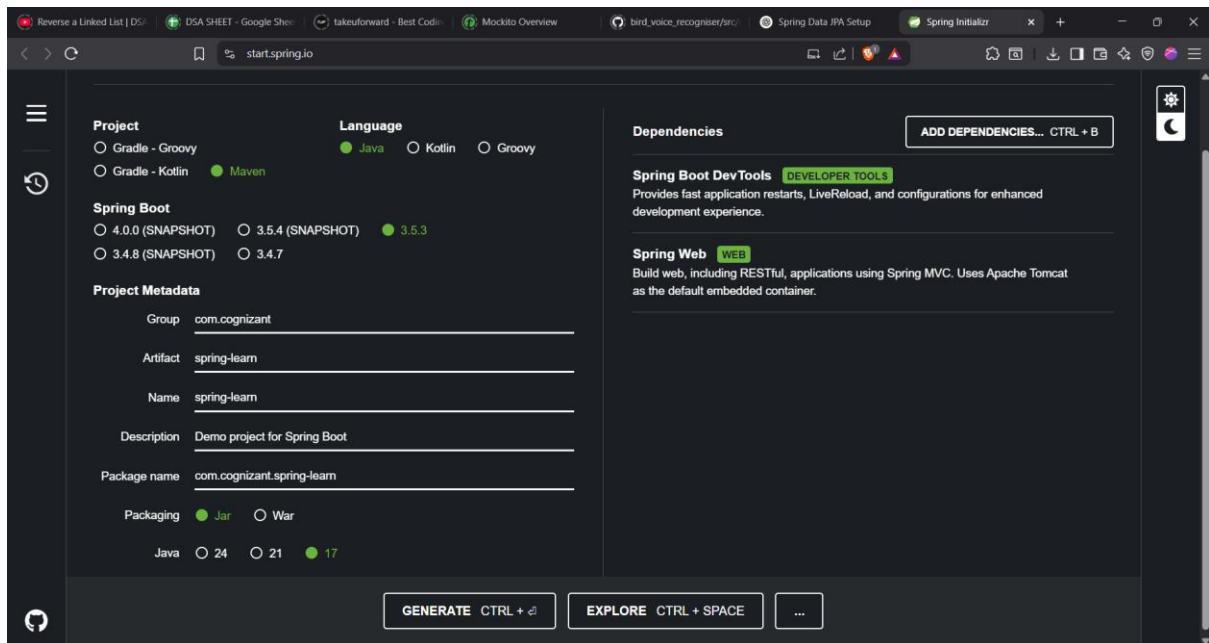 Reverse a Linked List | DSA
DSA SHEET - Google Shee
takeuforward - Best Codin
Mockito Overview
bird_voice_recogniser/src/
Spring Data JPA Setup
Spring Initializr
start.spring.io
Project
Gradle - Groovy
Gradle - Kotlin Maven
Language
Java Kotlin Groovy
Spring Boot
4.0.0 (SNAPSHOT) 3.5.4 (SNAPSHOT) 3.5.3
3.4.8 (SNAPSHOT) 3.4.7
Project Metadata
Group com.cognizant
Artifact spring-learn
Name spring-learn
Description Demo project for Spring Boot
Package name com.cognizant.spring-learn
Packaging Jar War
Java 24 21 17
Dependencies ADD DEPENDENCIES... CTRL + B
Spring Boot DevTools DEVELOPER TOOLS
Provides fast application restarts, LiveReload, and configurations for enhanced
development experience.
Spring Web WEB
Build web, including RESTful, applications using Spring MVC. Uses Apache Tomcat
as the default embedded container.
GENERATE CTRL + ⏎ EXPLORE CTRL + SPACE ...